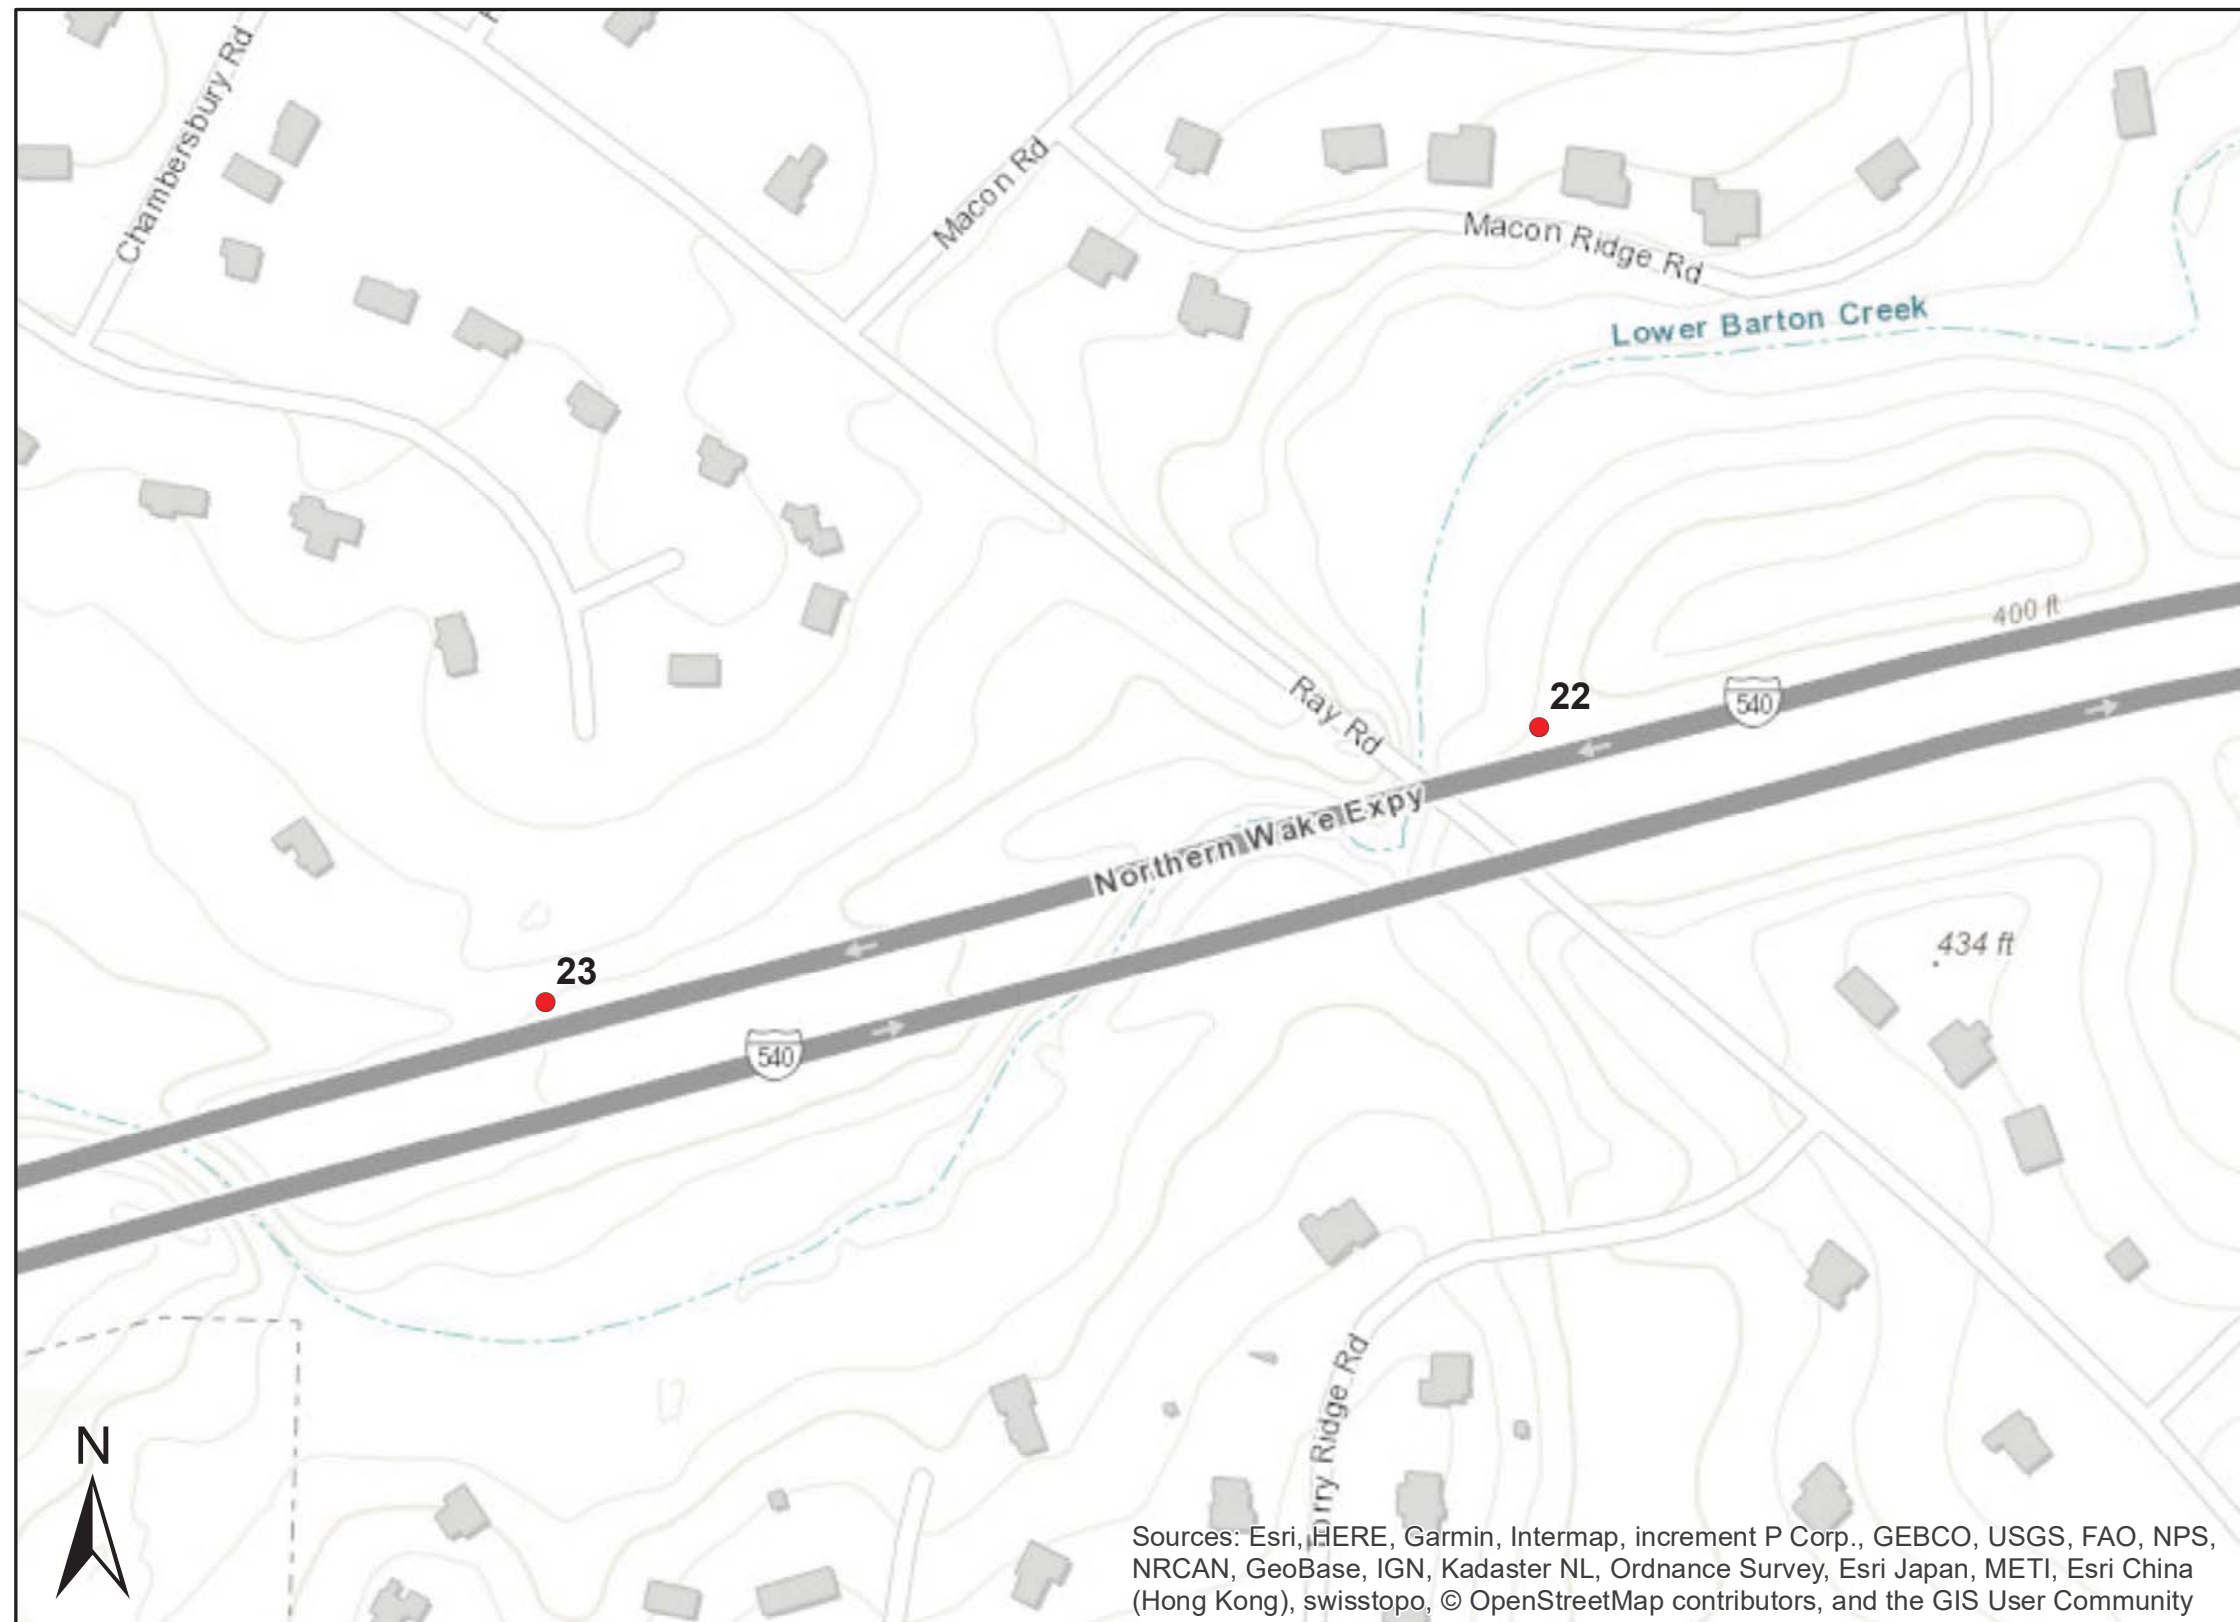 Chambersbury Rd
Macon Rd
Macon Ridge Rd
Lower Barton Creek
400 ft
Ray Rd
22
540
Northern Wake Expy
434 ft
23
540
Ridge Rd
N
Sources: Esri, HERE, Garmin, Intermap, increment P Corp., GEBCO, USGS, FAO, NPS,
NRCAN, GeoBase, IGN, Kadaster NL, Ordnance Survey, Esri Japan, METI, Esri China
(Hong Kong), swisstopo, © OpenStreetMap contributors, and the GIS User Community